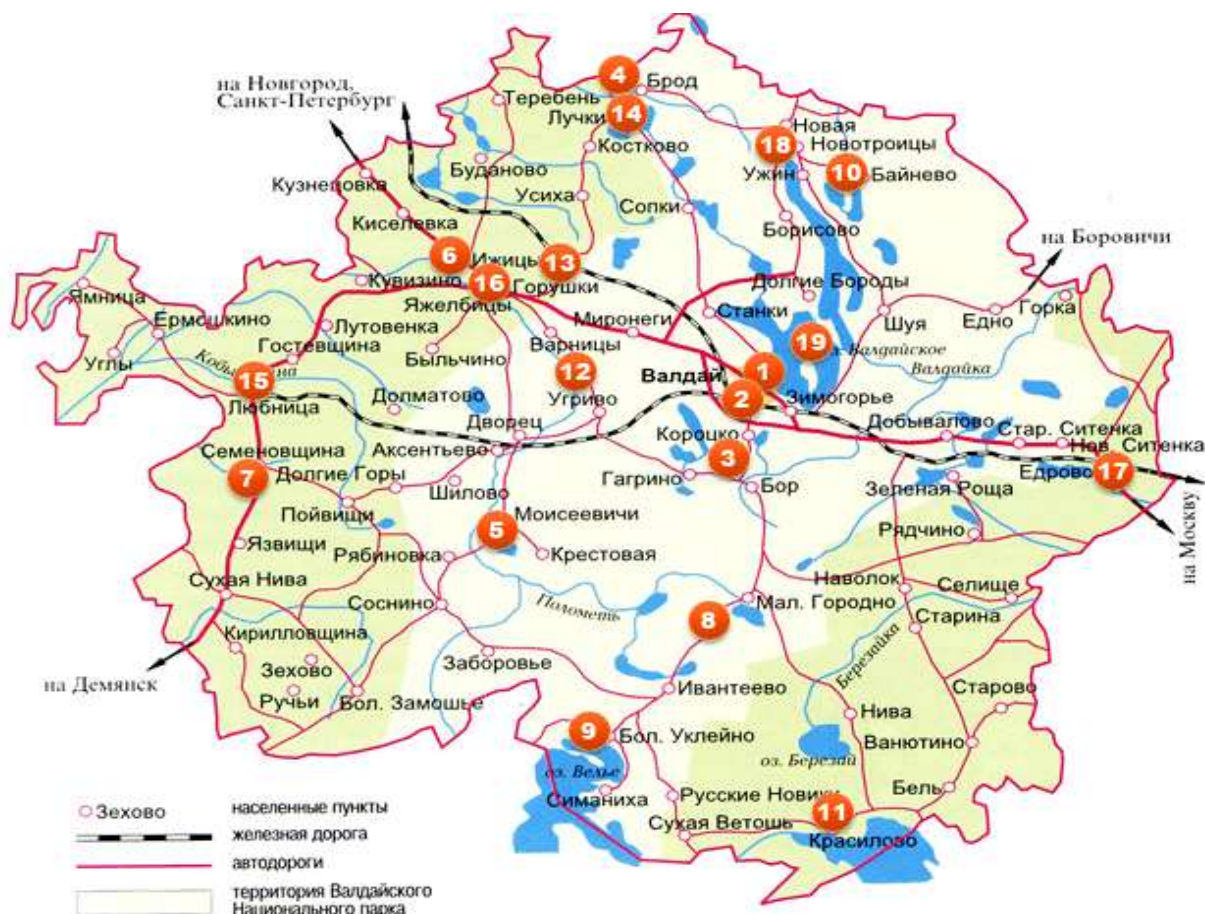 4
Брод
на Новгород,
Санкт-Петербург
Теребень
Лучки
14
Новая
18
Новотроицы
Костково
Буданово
10
Байнево
Ужин
Кузнецовка
Усиха
Сопки
Киселевка
Борисово
на Боровичи
6
Ижицы
13
16
Горушки
Кувизино
Ямница
Яжелбицы
Долгие Бороды
Горка
Станки
Едно
Шуя
Ермошкино
Лутовенка
Миронеги
Варницы
19
Валдайское
Гостевщина
Быльчино
Углы
Валдайка
1
12
Валдай
15
2
Любница
Долматово
Угриво
Зимогорье
Дворец
Добывалово
Стар. Ситенка
Короцко
Нов. Ситенка
Семеновщина
Аксентьево
3
7
Долгие Горы
Гагрино
Бор
Едрово
17
Шилово
Зеленая Роща
Пойвищи
5
Моисеевичи
Рядчино
на Москву
Язвищи
Рябиновка
Крестовая
Сухая Нива
Наволок
Селище
Соснино
Полометь
Мал. Городно
8
Старина
Кирилловщина
Березайка
Зехово
Заборовье
на Демянск
Ивантеево
Старово
Ручьи
Бол. Замошье
Нива
9
Бол. Уклейно
Ванютино
оз. Березай
оз. Велье
Симаниха
Русские Новики
Бель
11
Сухая Ветошь
Красилово
Зехово
населенные пункты
железная дорога
автодороги
территория Валдайского
Национального парка